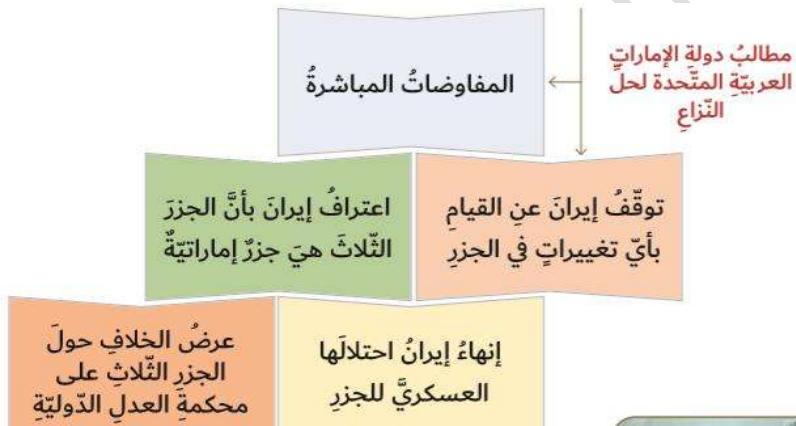 مطالبُ دولةِ الإماراتِ
العربيّةِ المتّحدة لحلِّ
النّزاعِ
المفاوضاتُ المباشرةُ
توقّفُ إيرانَ عنِ القيامِ
بأيّ تغييراتٍ في الجزرِ
اعترافُ إيرانَ بأنَّ الجزرَ
الثّلاثَ هيَ جزرٌ إماراتيّةٌ
إنهاءُ إيرانُ احتلالَها
العسكريَّ للجزرِ
عرضُ الخلافِ حولَ
الجزرِ الثّلاثِ على
محكمةِ العدلِ الدّوليّةِ